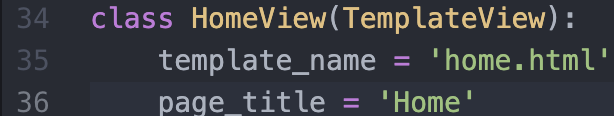 34 class HomeView(TemplateView):
35     template_name = 'home.html'
36     page_title = 'Home'